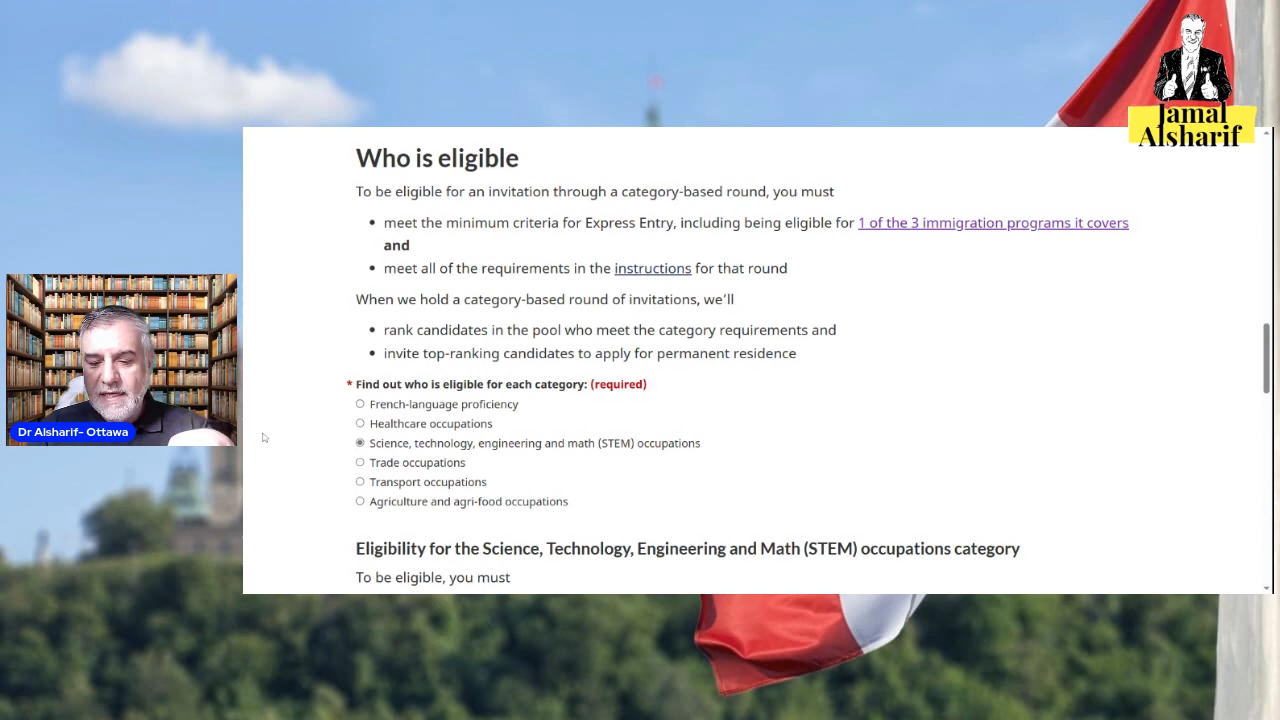 Jamal
Alsharif
Who is eligible
To be eligible for an invitation through a category-based round, you must
meet the minimum criteria for Express Entry, including being eligible for 1 of the 3 immigration programs it covers
and
meet all of the requirements in the instructions for that round
When we hold a category-based round of invitations, we'll
rank candidates in the pool who meet the category requirements and
invite top-ranking candidates to apply for permanent residence
* Find out who is eligible for each category: (required)
French-language proficiency
Healthcare occupations
Science, technology, engineering and math (STEM) occupations
Trade occupations
Transport occupations
Agriculture and agri-food occupations
Eligibility for the Science, Technology, Engineering and Math (STEM) occupations category
To be eligible, you must
Dr Alsharif- Ottawa